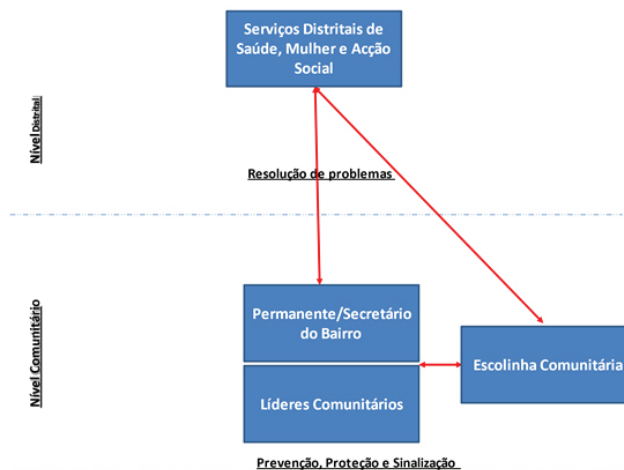 Serviços Distritais de
Saúde, Mulher e Acção
Social
Nível Distrital
Resolução de problemas
Permanente/Secretário
do Bairro
Escolinha Comunitária
Líderes Comunitários
Nível Comunitário
Prevenção, Proteção e Sinalização